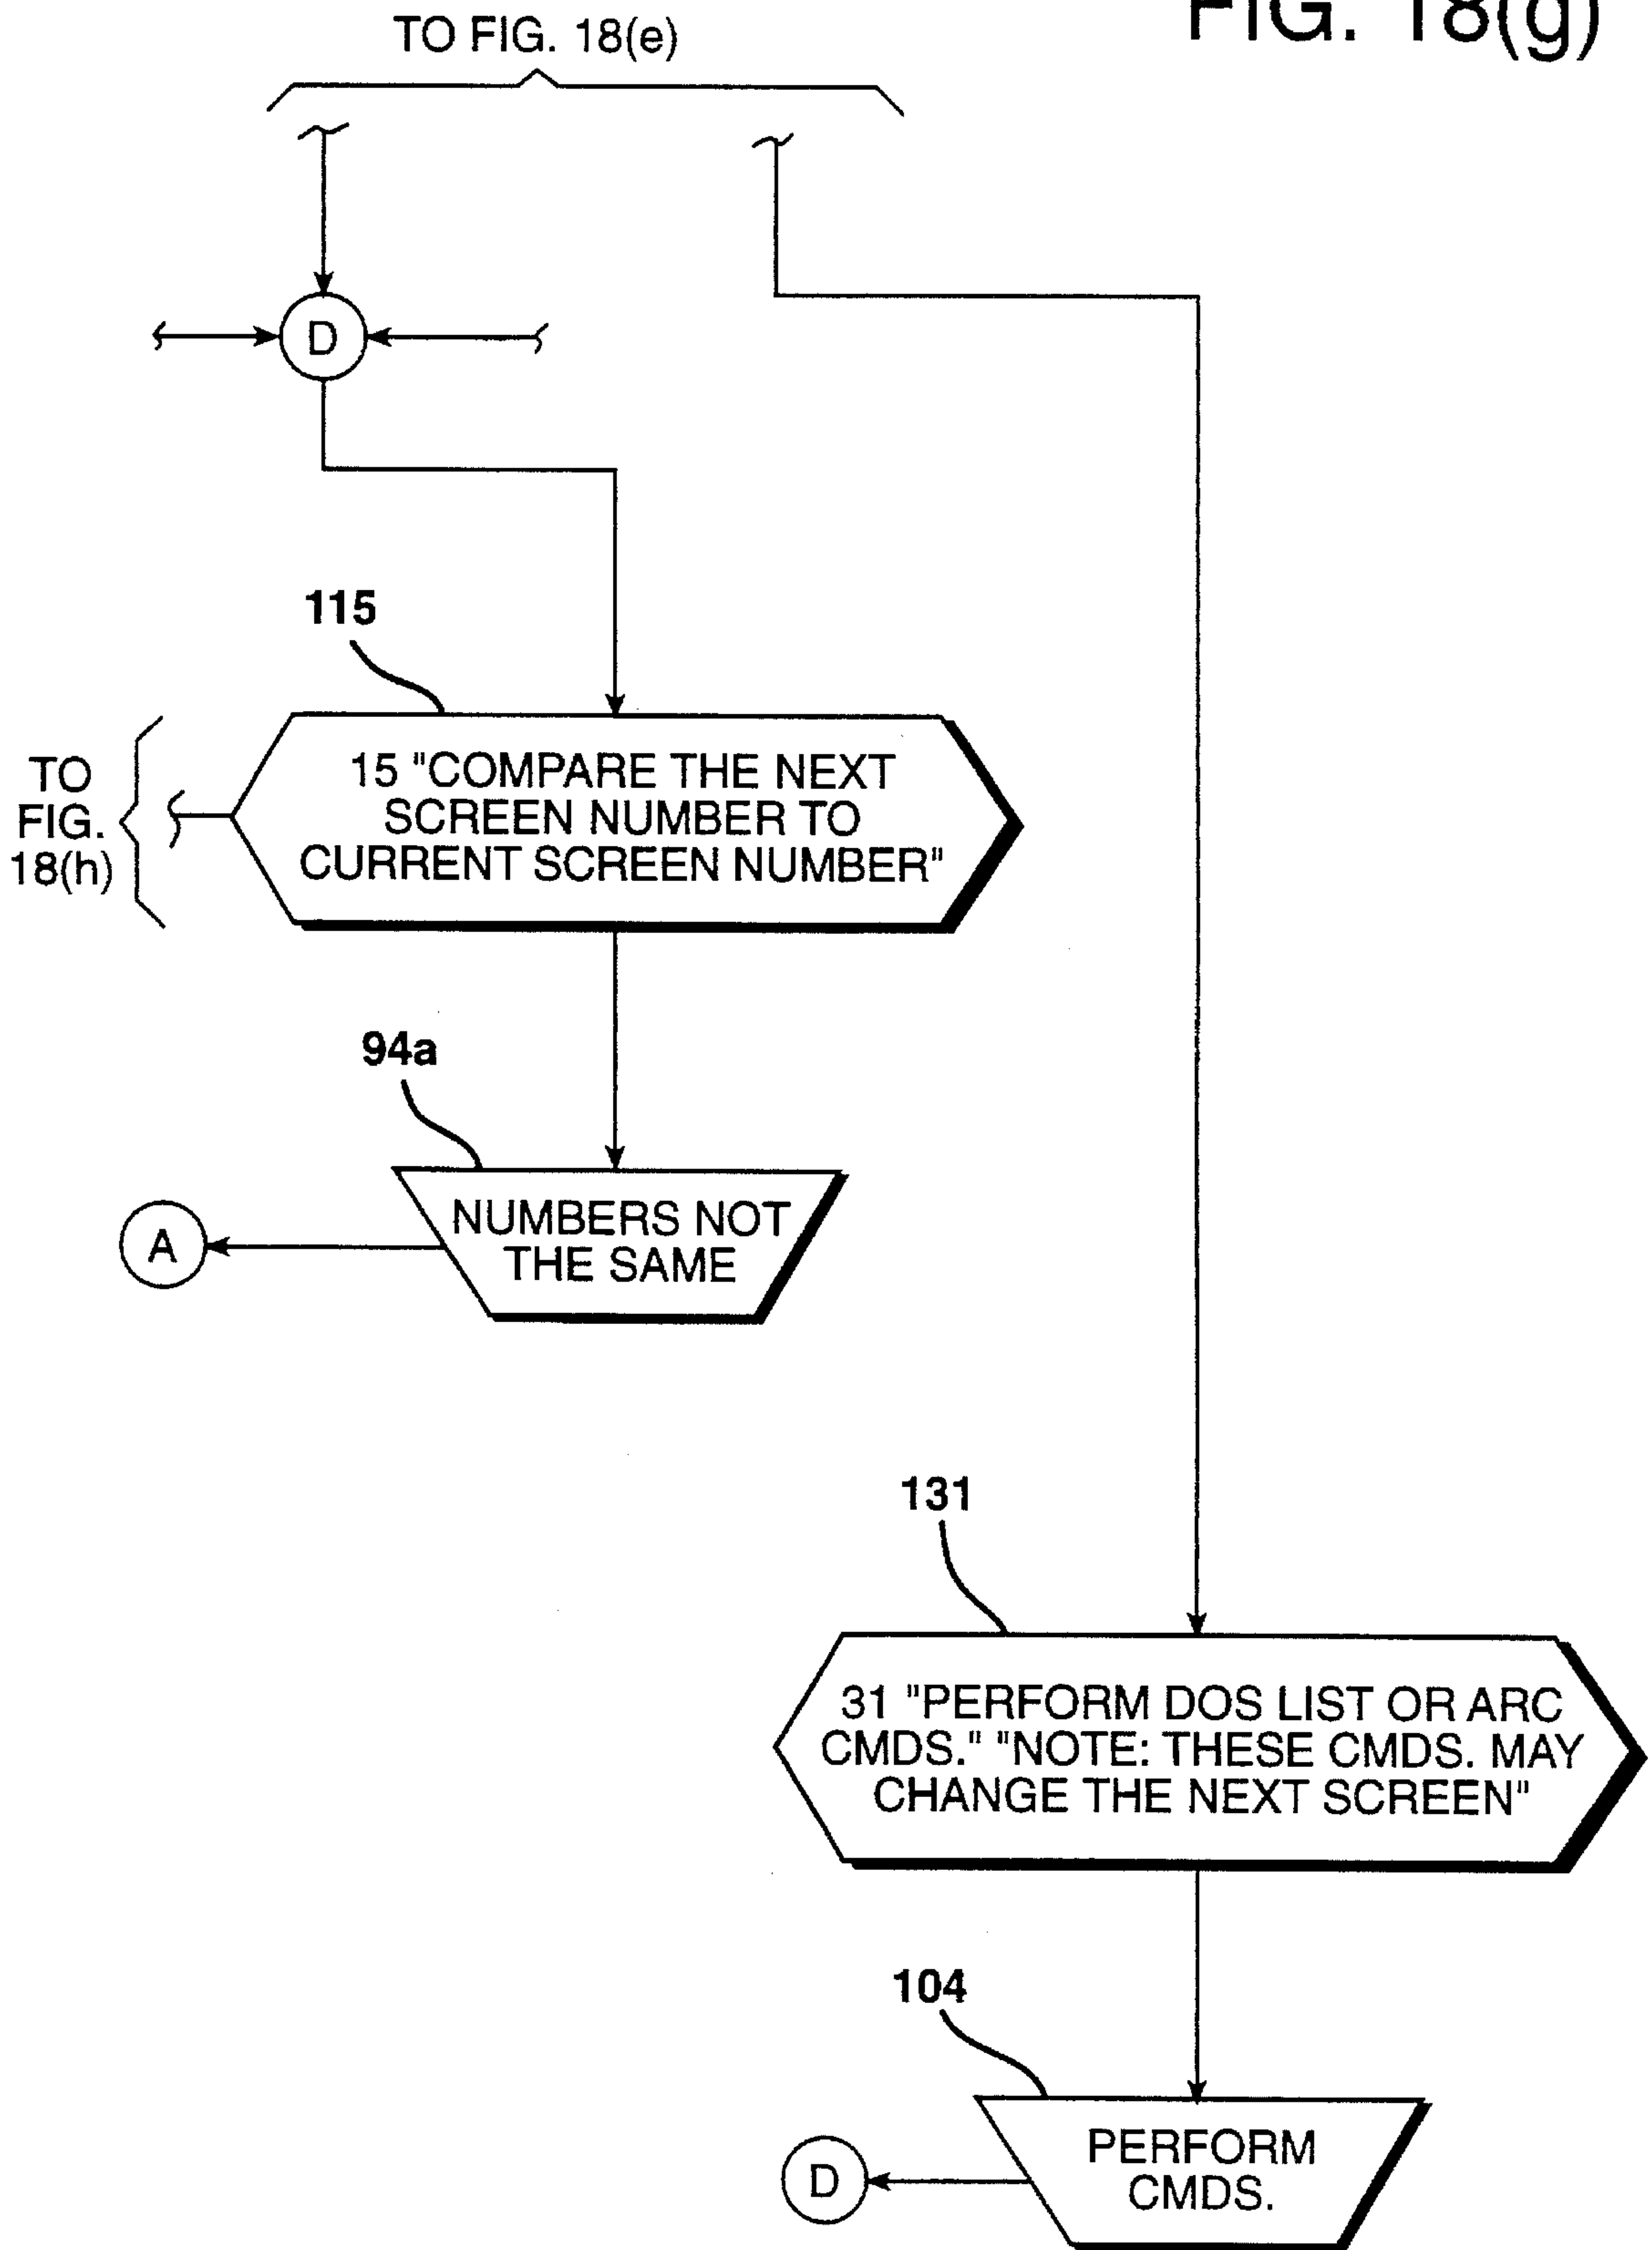 FIG. 18(g)
TO FIG. 18(e)
D
115
TO
FIG.
18(h)
15 "COMPARE THE NEXT
SCREEN NUMBER TO
CURRENT SCREEN NUMBER"
94a
NUMBERS NOT
THE SAME
A
131
31 "PERFORM DOS LIST OR ARC
CMDS." "NOTE: THESE CMDS. MAY
CHANGE THE NEXT SCREEN"
104
PERFORM
CMDS.
D